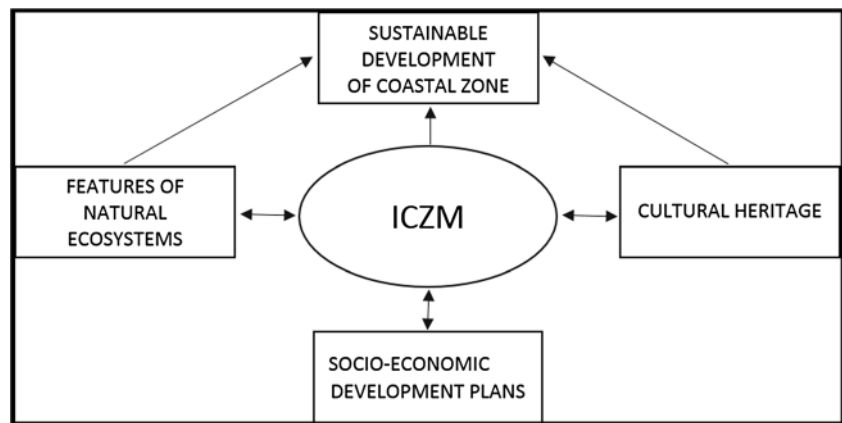 SUSTAINABLE
DEVELOPMENT
OF COASTAL ZONE
FEATURES OF
NATURAL
ECOSYSTEMS
ICZM
CULTURAL HERITAGE
SOCIO-ECONOMIC
DEVELOPMENT PLANS